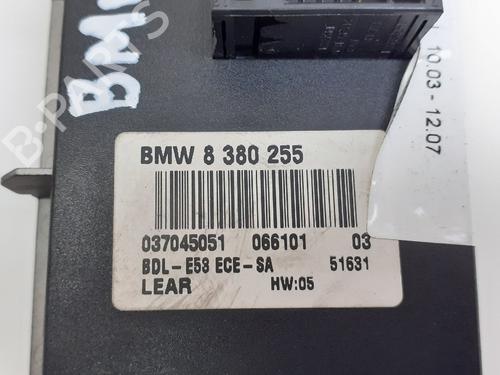 BM
10.03 - 12.07
BMW 8 380 255
037045051 066101 03
BDL-E53 ECE-SA 51631
LEAR HW:05
B-PARTS